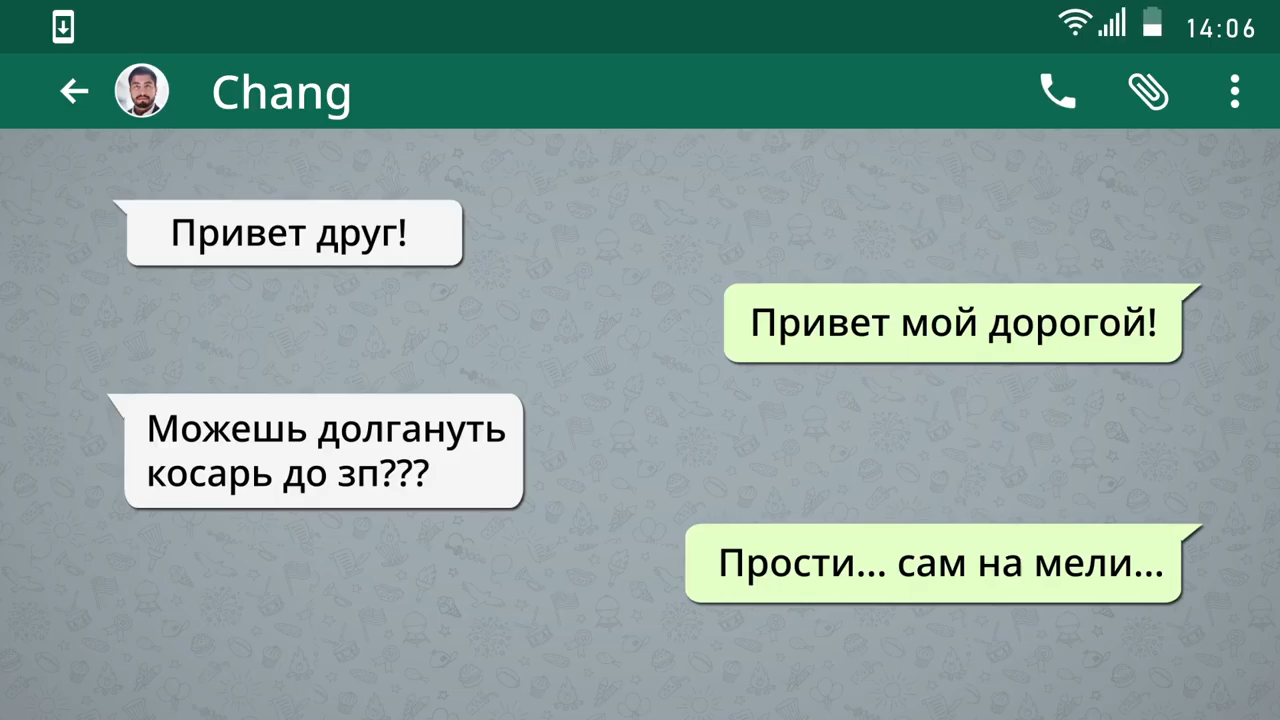 14:06
Chang
Привет друг!
Привет мой дорогой!
Можешь долгануть
косарь до зп???
Прости... сам на мели...